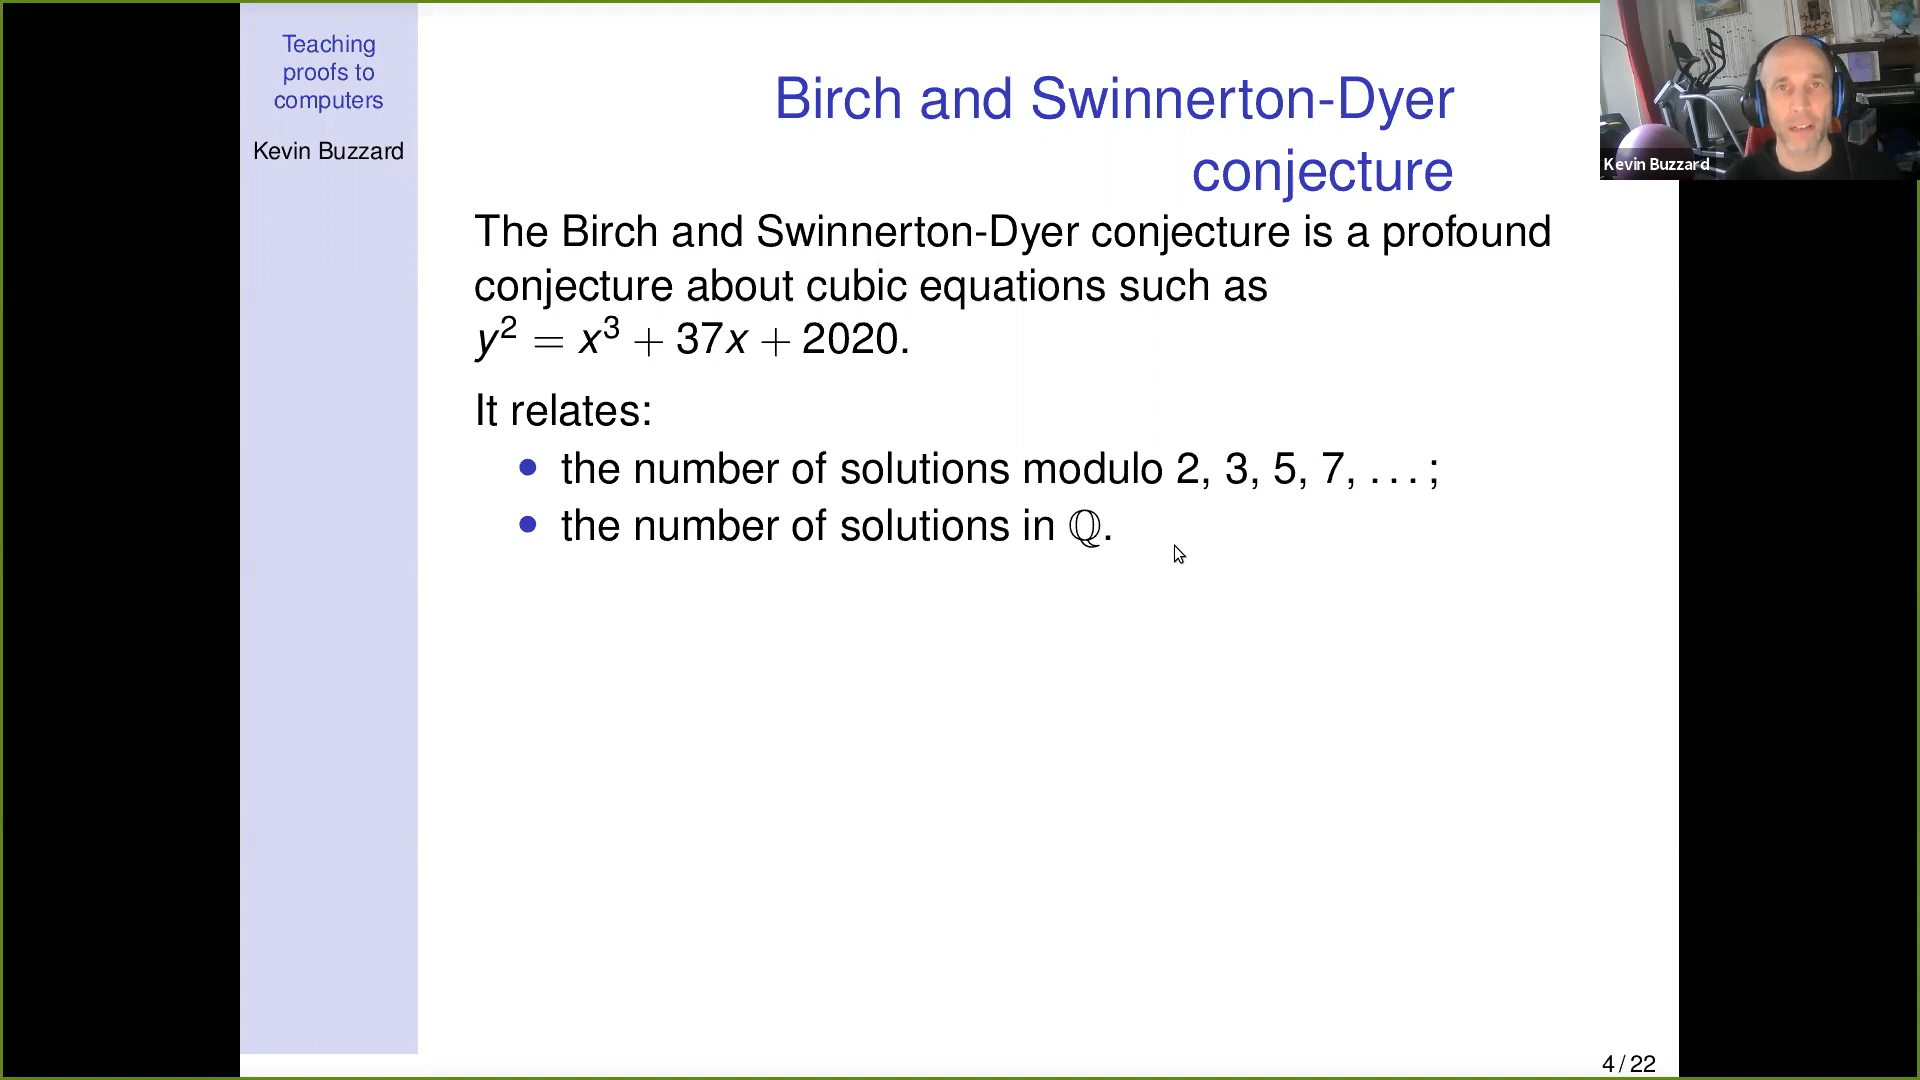 Teaching
proofs to
computers
Kevin Buzzard
Birch and Swinnerton-Dyer
conjecture
The Birch and Swinnerton-Dyer conjecture is a profound
conjecture about cubic equations such as
y² = x³ + 37x + 2020.
It relates:
• the number of solutions modulo 2, 3, 5, 7, . . . ;
• the number of solutions in ℚ.
Kevin Buzzard
4 / 22